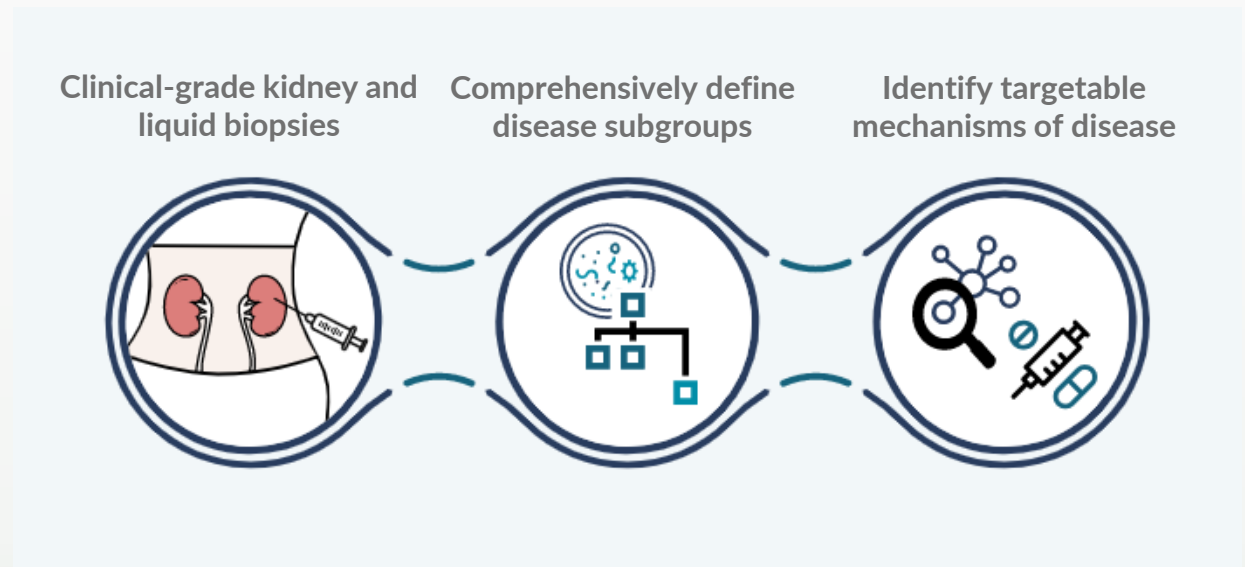 Clinical-grade kidney and
liquid biopsies
Comprehensively define
disease subgroups
Identify targetable
mechanisms of disease